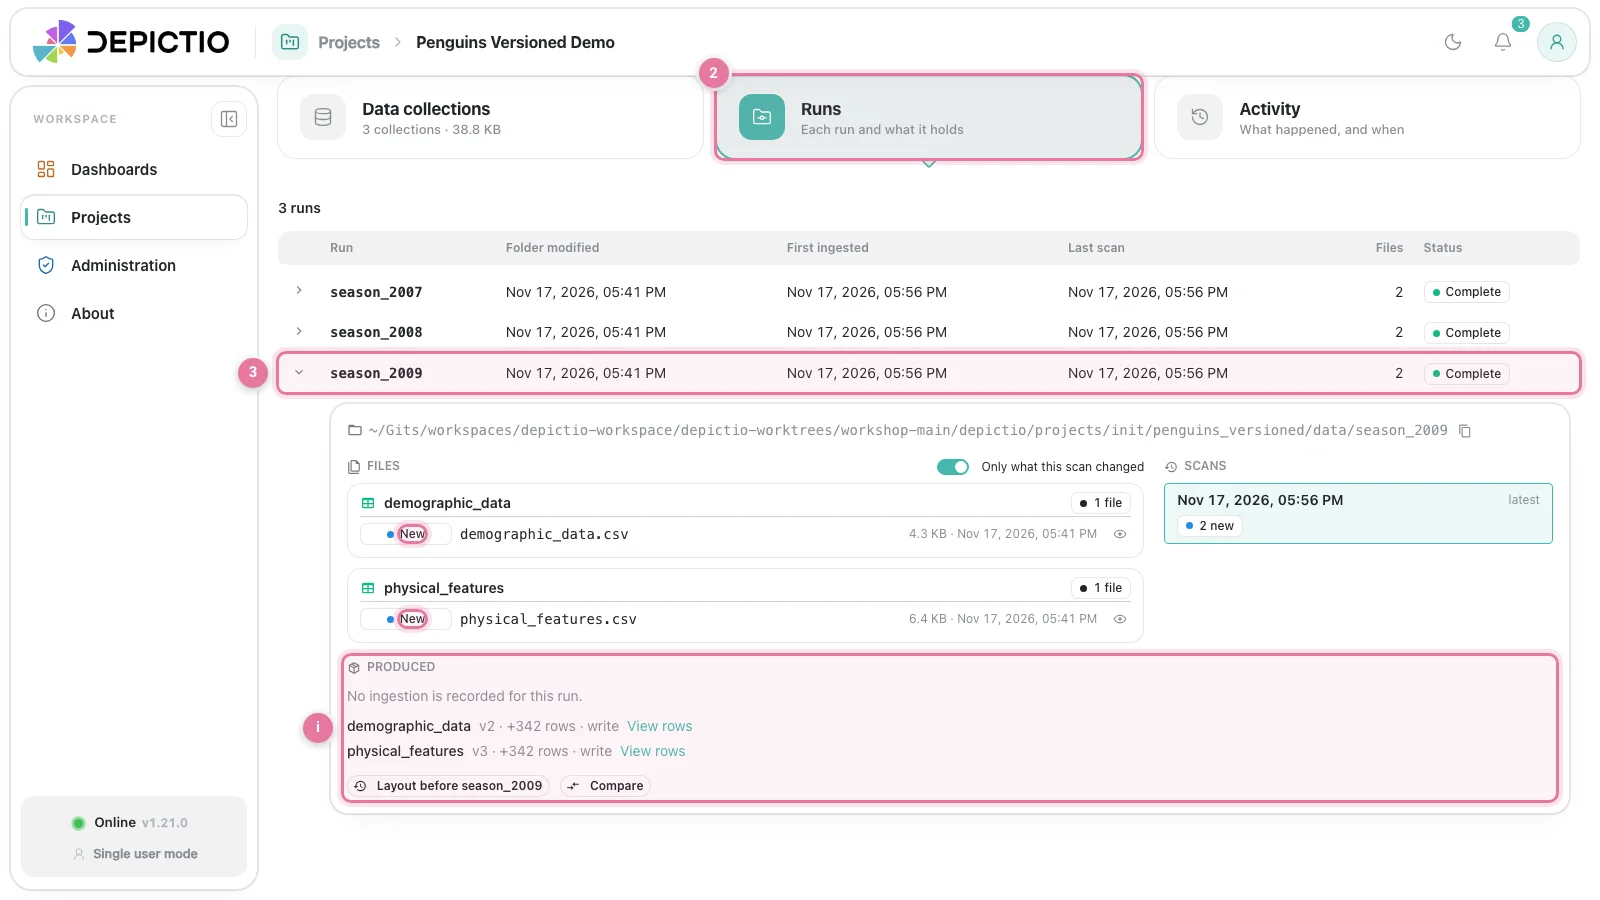 DEPICTIO
Projects > Penguins Versioned Demo
3
WORKSPACE
Dashboards
Projects
Administration
About
Online v1.21.0
Single user mode
Data collections
3 collections · 38.8 KB
2
Runs
Each run and what it holds
Activity
What happened, and when
3 runs
Run Folder modified First ingested Last scan Files Status
season_2007 Nov 17, 2026, 05:41 PM Nov 17, 2026, 05:56 PM Nov 17, 2026, 05:56 PM 2 Complete
season_2008 Nov 17, 2026, 05:41 PM Nov 17, 2026, 05:56 PM Nov 17, 2026, 05:56 PM 2 Complete
3
season_2009 Nov 17, 2026, 05:41 PM Nov 17, 2026, 05:56 PM Nov 17, 2026, 05:56 PM 2 Complete
~/Gits/workspaces/depictio-workspace/depictio-worktrees/workshop-main/depictio/projects/init/penguins_versioned/data/season_2009
FILES Only what this scan changed
demographic_data 1 file
New demographic_data.csv 4.3 KB · Nov 17, 2026, 05:41 PM
physical_features 1 file
New physical_features.csv 6.4 KB · Nov 17, 2026, 05:41 PM
SCANS
Nov 17, 2026, 05:56 PM latest
2 new
i
PRODUCED
No ingestion is recorded for this run.
demographic_data v2 · +342 rows · write View rows
physical_features v3 · +342 rows · write View rows
Layout before season_2009 Compare